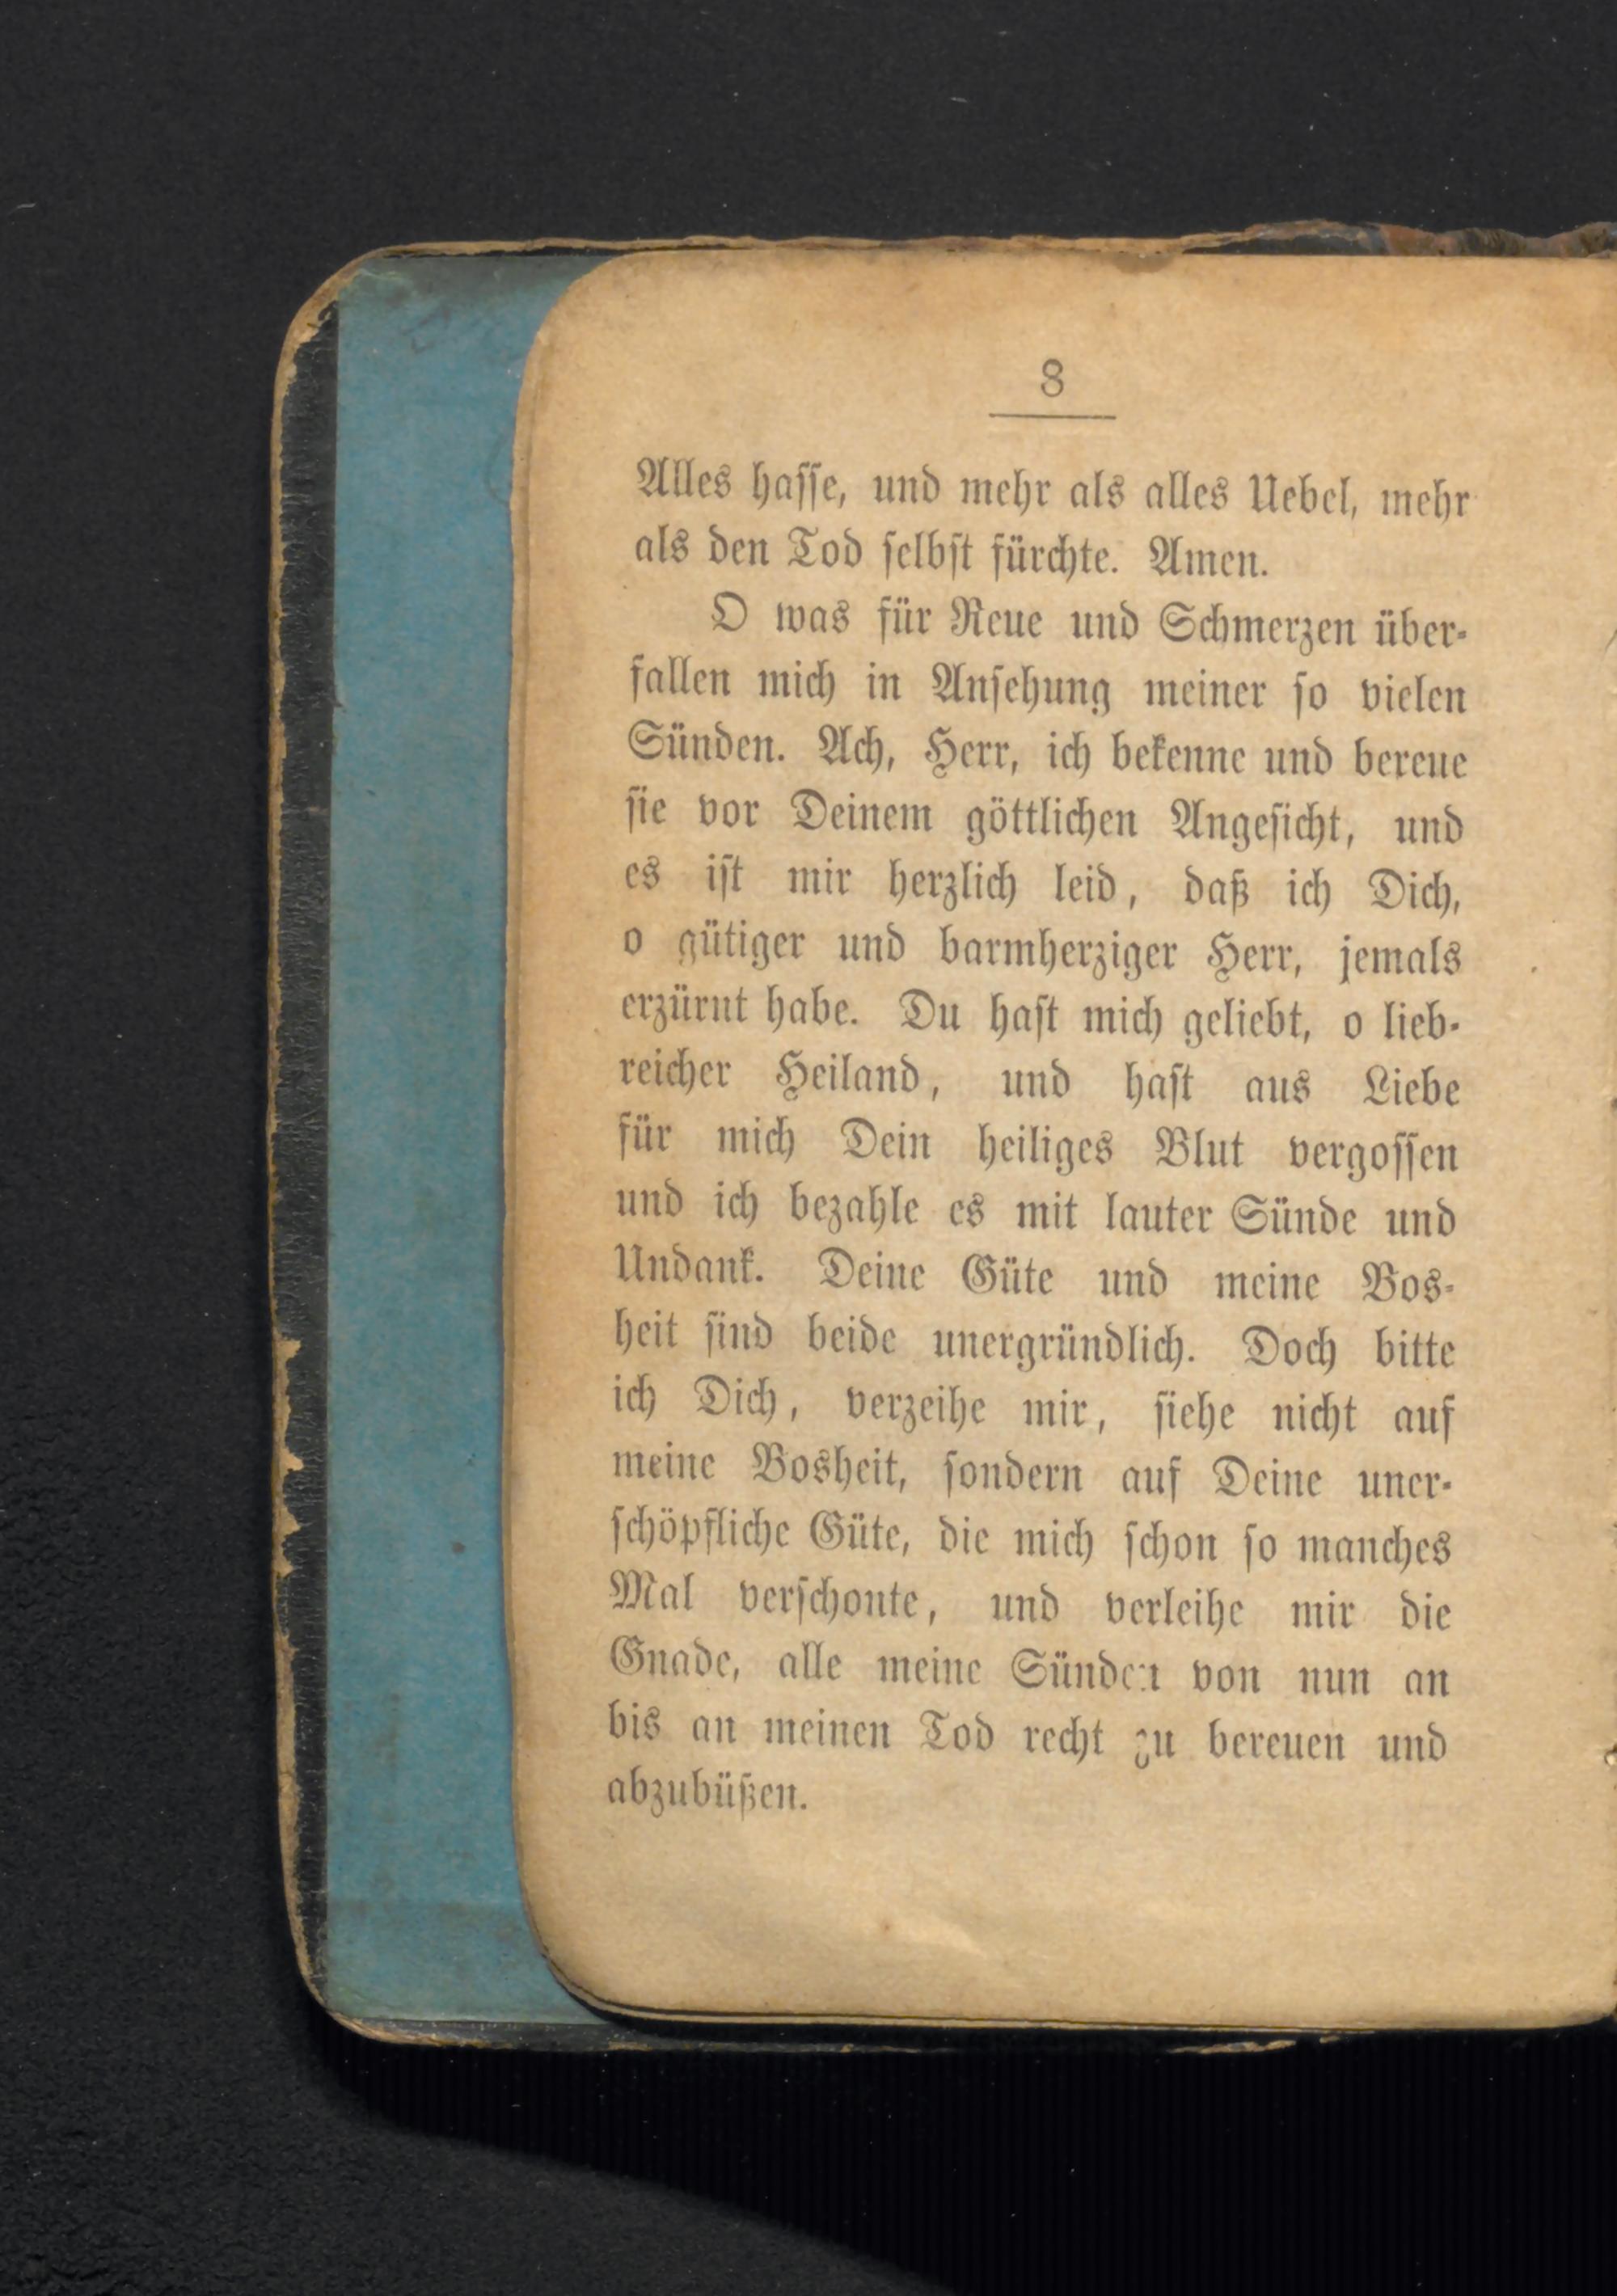 8
Alles hasse, und mehr als alles Uebel, mehr
als den Tod selbst fürchte. Amen.
O was für Reue und Schmerzen über-
fallen mich in Ansehung meiner so vielen
Sünden. Ach, Herr, ich bekenne und bereue
sie vor Deinem göttlichen Angesicht, und
es ist mir herzlich leid, daß ich Dich,
o gütiger und barmherziger Herr, jemals
erzürnt habe. Du hast mich geliebt, o lieb-
reicher Heiland, und hast aus Liebe
für mich Dein heiliges Blut vergossen
und ich bezahle es mit lauter Sünde und
Undank. Deine Güte und meine Bos-
heit sind beide unergründlich. Doch bitte
ich Dich, verzeihe mir, siehe nicht auf
meine Bosheit, sondern auf Deine uner-
schöpfliche Güte, die mich schon so manches
Mal verschonte, und verleihe mir die
Gnade, alle meine Sünden von nun an
bis an meinen Tod recht zu bereuen und
abzubüßen.